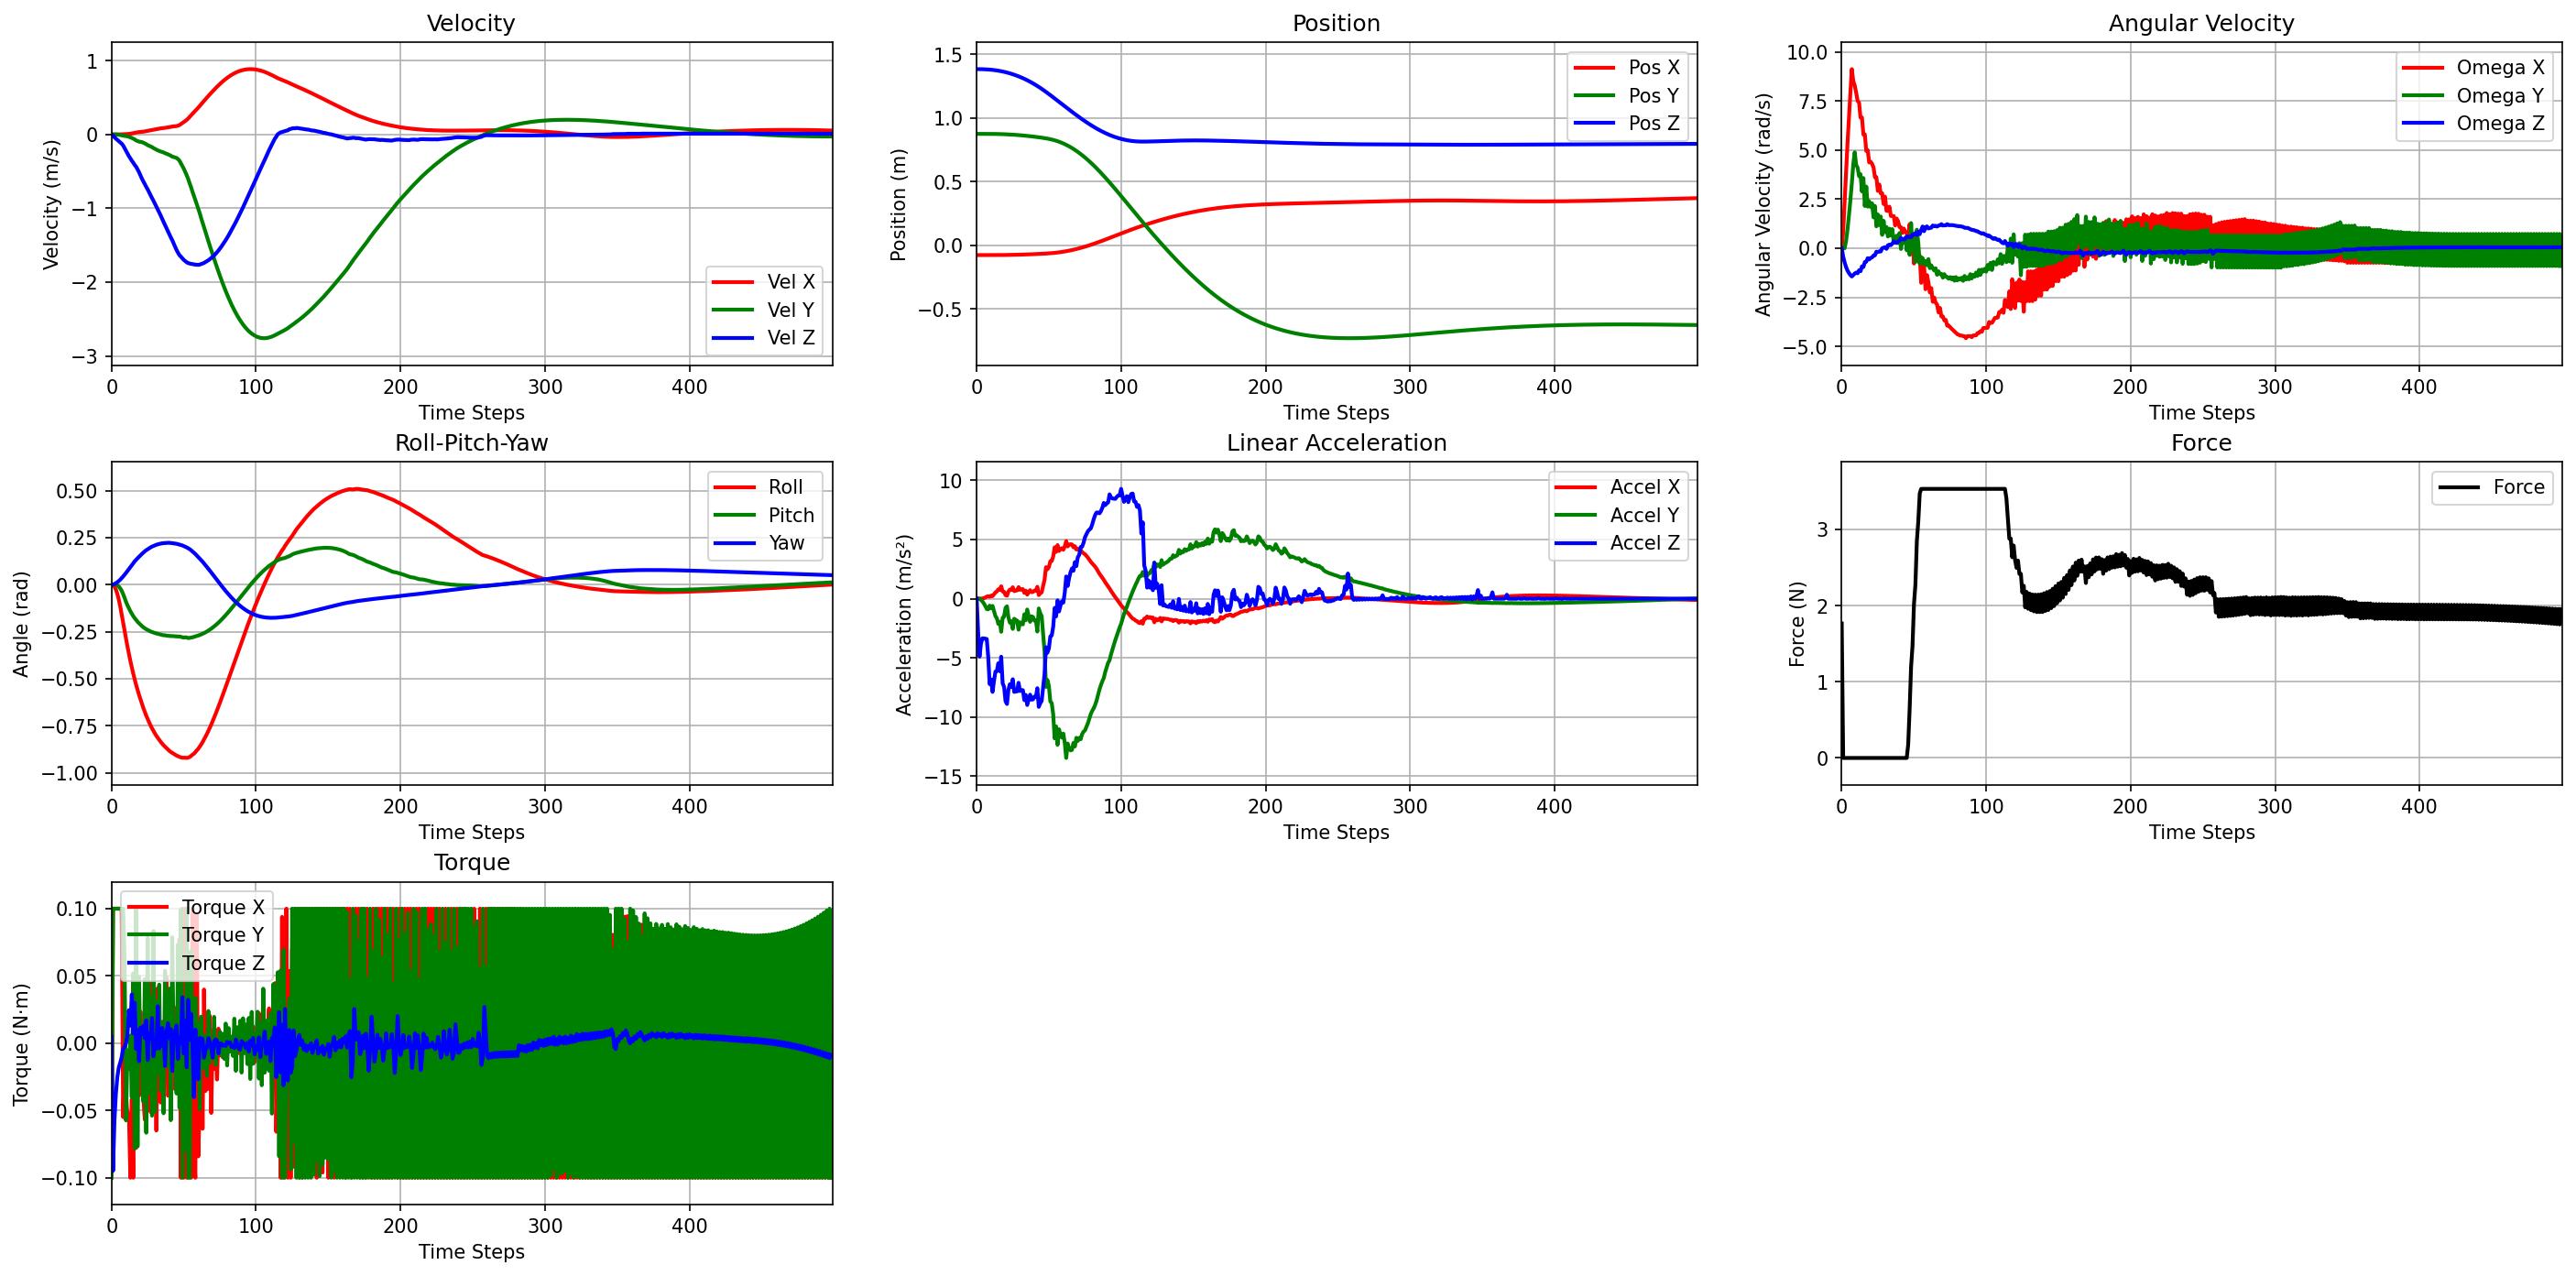 Velocity
Velocity (m/s)
1
0
−1
−2
−3
Vel X
Vel Y
Vel Z
0 100 200 300 400
Time Steps
Position
Position (m)
1.5
1.0
0.5
0.0
−0.5
Pos X
Pos Y
Pos Z
0 100 200 300 400
Time Steps
Angular Velocity
Angular Velocity (rad/s)
10.0
7.5
5.0
2.5
0.0
−2.5
−5.0
Omega X
Omega Y
Omega Z
0 100 200 300 400
Time Steps
Roll-Pitch-Yaw
Angle (rad)
0.50
0.25
0.00
−0.25
−0.50
−0.75
−1.00
Roll
Pitch
Yaw
0 100 200 300 400
Time Steps
Linear Acceleration
Acceleration (m/s²)
10
5
0
−5
−10
−15
Accel X
Accel Y
Accel Z
0 100 200 300 400
Time Steps
Force
Force (N)
3
2
1
0
Force
0 100 200 300 400
Time Steps
Torque
Torque (N·m)
0.10
0.05
0.00
−0.05
−0.10
Torque X
Torque Y
Torque Z
0 100 200 300 400
Time Steps